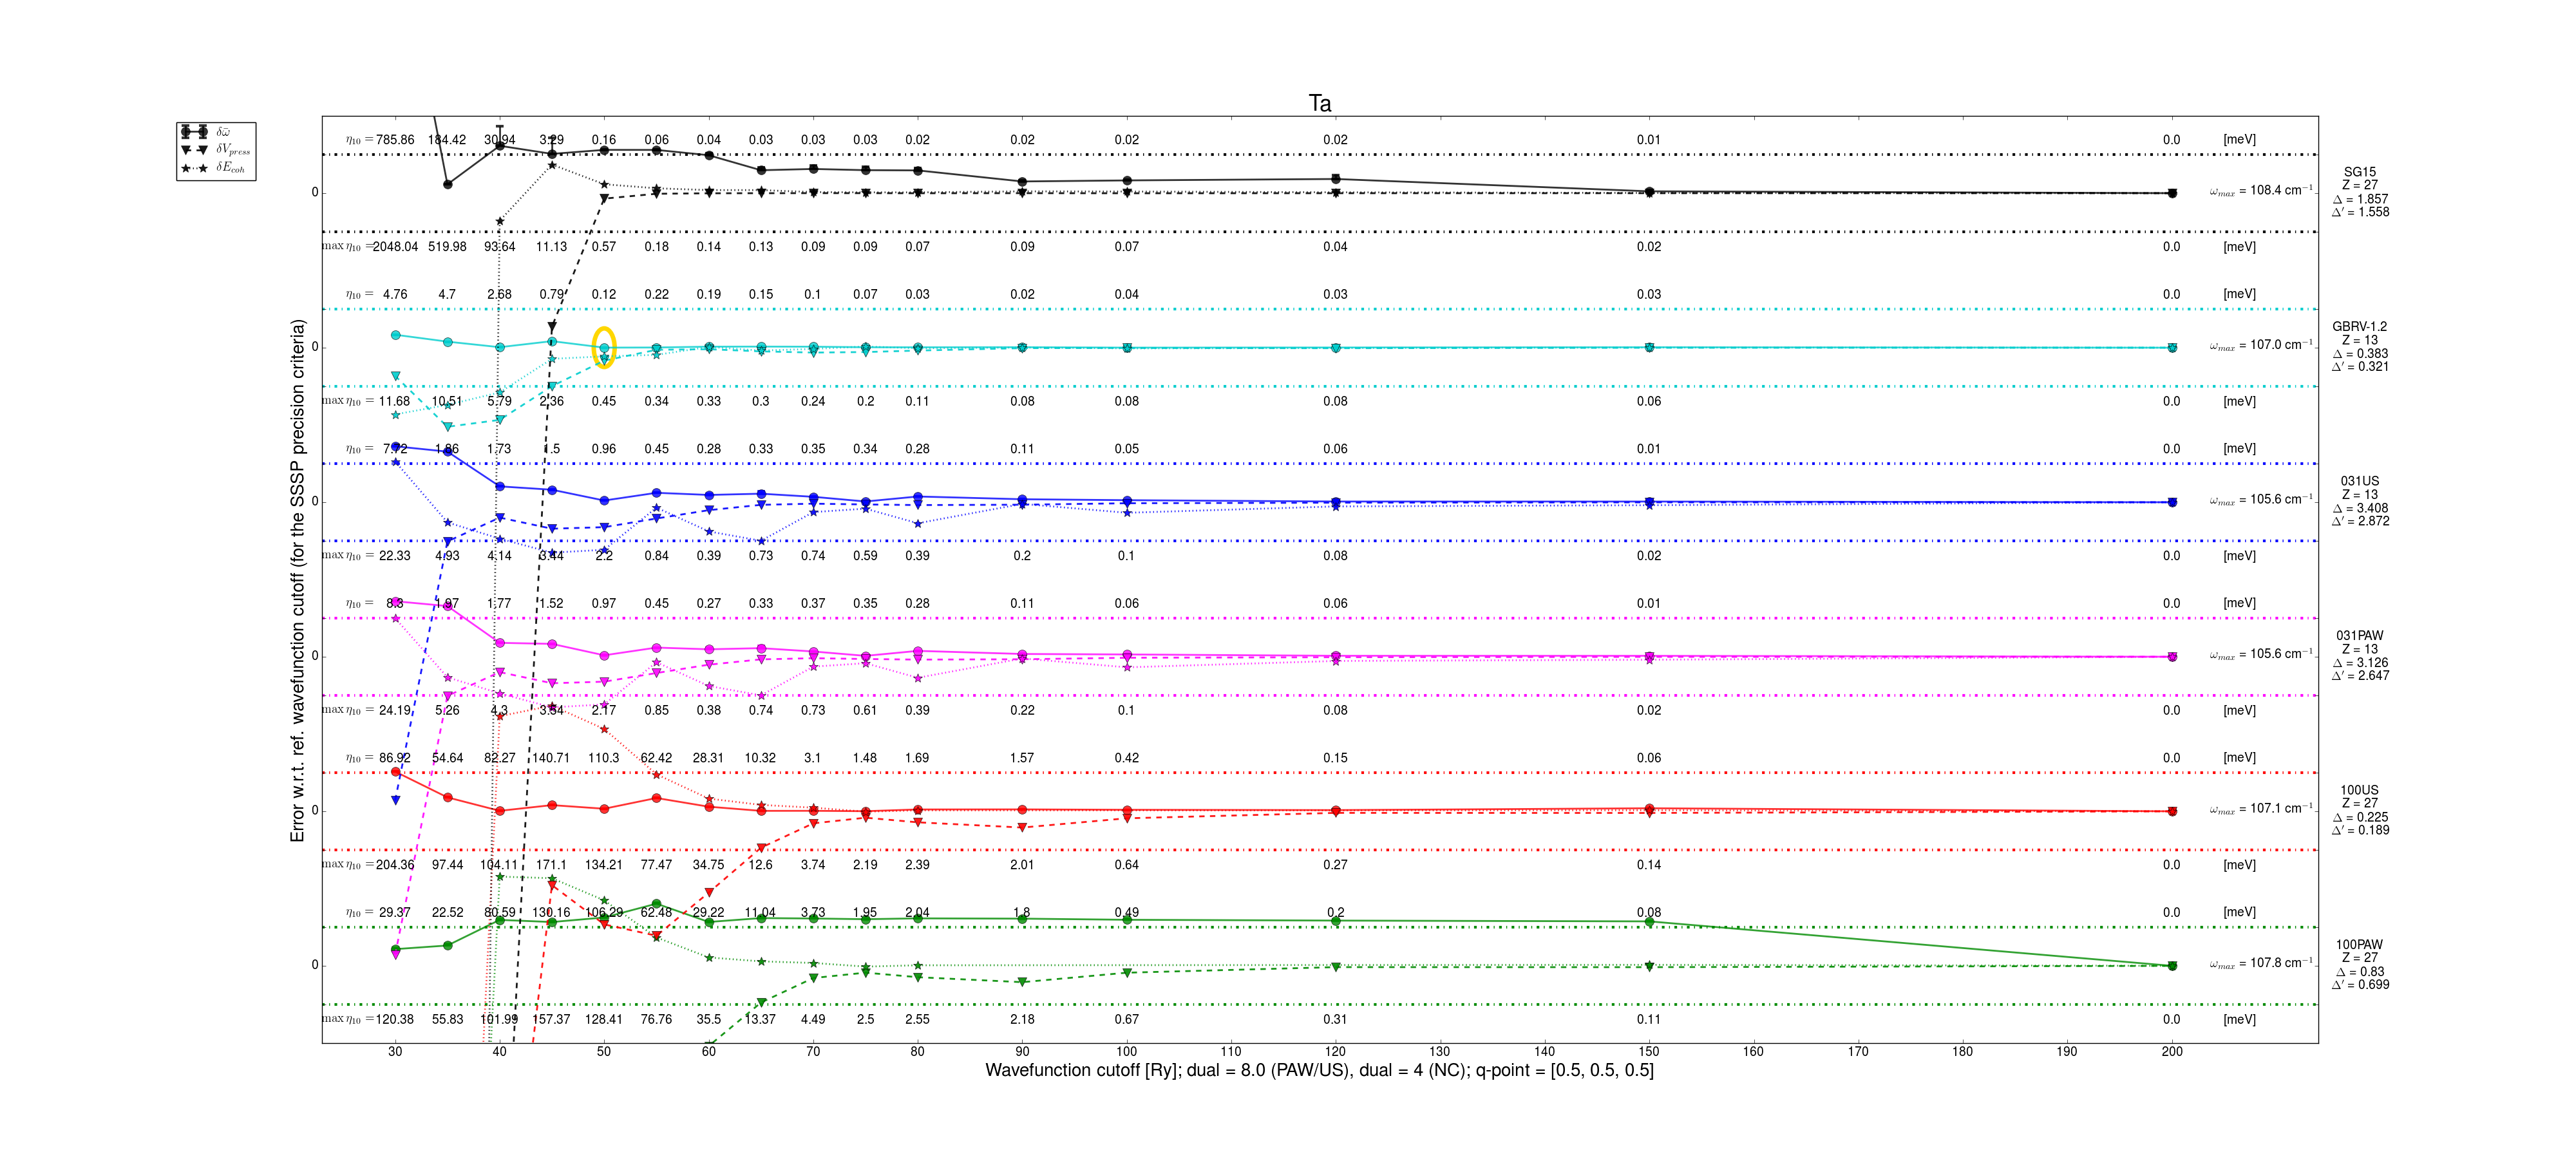 Ta
δω̄
δV_press
δE_coh
Error w.r.t. ref. wavefunction cutoff (for the SSSP precision criteria)
η₁₀ = 785.86 184.42 30.94 3.29 0.16 0.06 0.04 0.03 0.03 0.03 0.02 0.02 0.02 0.02 0.01 0.0 [meV]
0
ω_max = 108.4 cm⁻¹
SG15
Z = 27
Δ = 1.857
Δ′ = 1.558
max η₁₀ = 2048.04 519.98 93.64 11.13 0.57 0.18 0.14 0.13 0.09 0.09 0.07 0.09 0.07 0.04 0.02 0.0 [meV]
η₁₀ = 4.76 4.7 2.68 0.79 0.12 0.22 0.19 0.15 0.1 0.07 0.03 0.02 0.04 0.03 0.03 0.0 [meV]
0
ω_max = 107.0 cm⁻¹
GBRV-1.2
Z = 13
Δ = 0.383
Δ′ = 0.321
max η₁₀ = 11.68 10.51 5.79 2.36 0.45 0.34 0.33 0.3 0.24 0.2 0.11 0.08 0.08 0.08 0.06 0.0 [meV]
η₁₀ = 7.72 1.86 1.73 1.5 0.96 0.45 0.28 0.33 0.35 0.34 0.28 0.11 0.05 0.06 0.01 0.0 [meV]
0
ω_max = 105.6 cm⁻¹
031US
Z = 13
Δ = 3.408
Δ′ = 2.872
max η₁₀ = 22.33 4.93 4.14 3.44 2.2 0.84 0.39 0.73 0.74 0.59 0.39 0.2 0.1 0.08 0.02 0.0 [meV]
η₁₀ = 8.3 1.97 1.77 1.52 0.97 0.45 0.27 0.33 0.37 0.35 0.28 0.11 0.06 0.06 0.01 0.0 [meV]
0
ω_max = 105.6 cm⁻¹
031PAW
Z = 13
Δ = 3.126
Δ′ = 2.647
max η₁₀ = 24.19 5.26 4.3 3.54 2.17 0.85 0.38 0.74 0.73 0.61 0.39 0.22 0.1 0.08 0.02 0.0 [meV]
η₁₀ = 86.92 54.64 82.27 140.71 110.3 62.42 28.31 10.32 3.1 1.48 1.69 1.57 0.42 0.15 0.06 0.0 [meV]
0
ω_max = 107.1 cm⁻¹
100US
Z = 27
Δ = 0.225
Δ′ = 0.189
max η₁₀ = 204.36 97.44 104.11 171.1 134.21 77.47 34.75 12.6 3.74 2.19 2.39 2.01 0.64 0.27 0.14 0.0 [meV]
η₁₀ = 29.37 22.52 80.59 130.16 106.29 62.48 29.22 11.04 3.73 1.95 2.04 1.8 0.49 0.2 0.08 0.0 [meV]
0
ω_max = 107.8 cm⁻¹
100PAW
Z = 27
Δ = 0.83
Δ′ = 0.699
max η₁₀ = 120.38 55.83 101.99 157.37 128.41 76.76 35.5 13.37 4.49 2.5 2.55 2.18 0.67 0.31 0.11 0.0 [meV]
30 40 50 60 70 80 90 100 110 120 130 140 150 160 170 180 190 200
Wavefunction cutoff [Ry]; dual = 8.0 (PAW/US), dual = 4 (NC); q-point = [0.5, 0.5, 0.5]